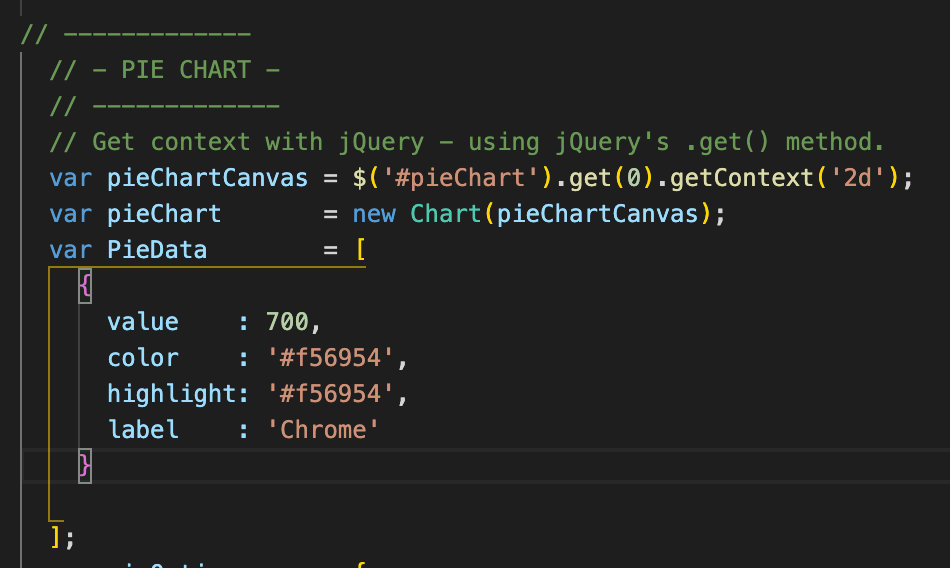 // -------------
// - PIE CHART -
// -------------
// Get context with jQuery - using jQuery's .get() method.
var pieChartCanvas = $('#pieChart').get(0).getContext('2d');
var pieChart       = new Chart(pieChartCanvas);
var PieData        = [
{
value    : 700,
color    : '#f56954',
highlight: '#f56954',
label    : 'Chrome'
}
];